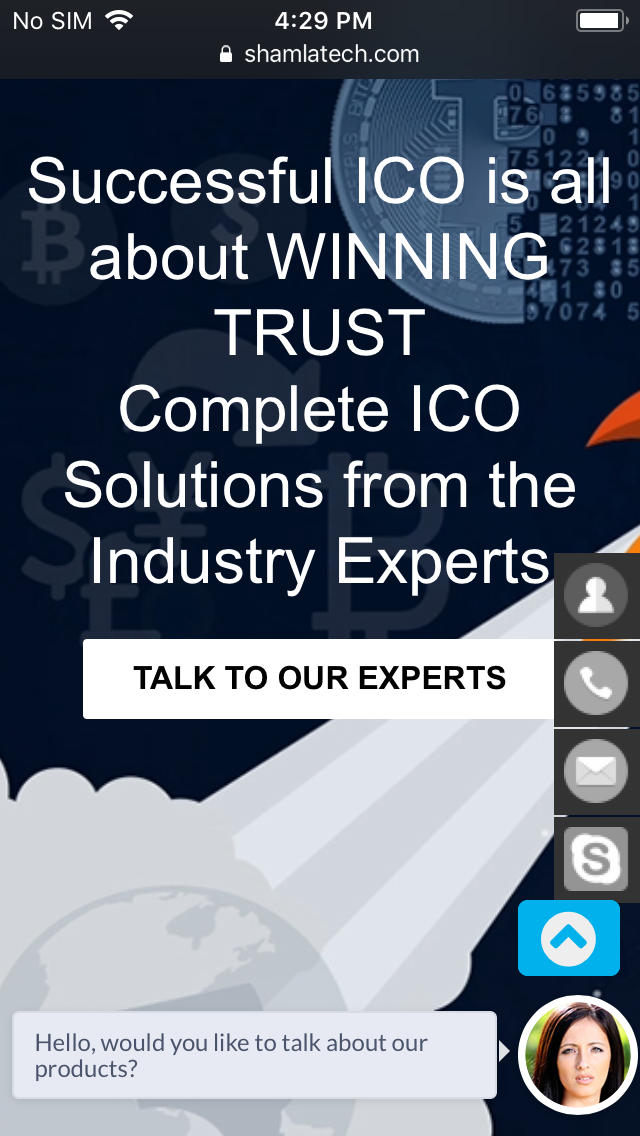 No SIM 4:29 PM
shamlatech.com
Successful ICO is all
about WINNING
TRUST
Complete ICO
Solutions from the
Industry Experts
TALK TO OUR EXPERTS
Hello, would you like to talk about our
products?